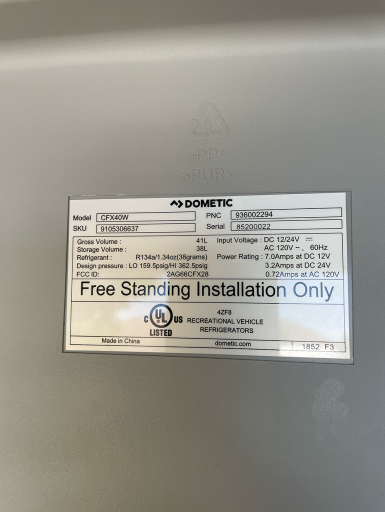 >PP<
>PUR<
DOMETIC
Model CFX40W PNC 936002294
SKU 9105306637 Serial 85200022
Gross Volume : 41L Input Voltage : DC 12/24V ⎓
Storage Volume : 38L AC 120V ~ , 60Hz
Refrigerant : R134a/1.34oz(38grams) Power Rating : 7.0Amps at DC 12V
Design pressure : LO 159.5psig/HI 362.5psig 3.2Amps at DC 24V
FCC ID: 2AG66CFX28 0.72Amps at AC 120V
Free Standing Installation Only
C UL US LISTED
4ZF8
RECREATIONAL VEHICLE
REFRIGERATORS
Made in China dometic.com 1852 F3